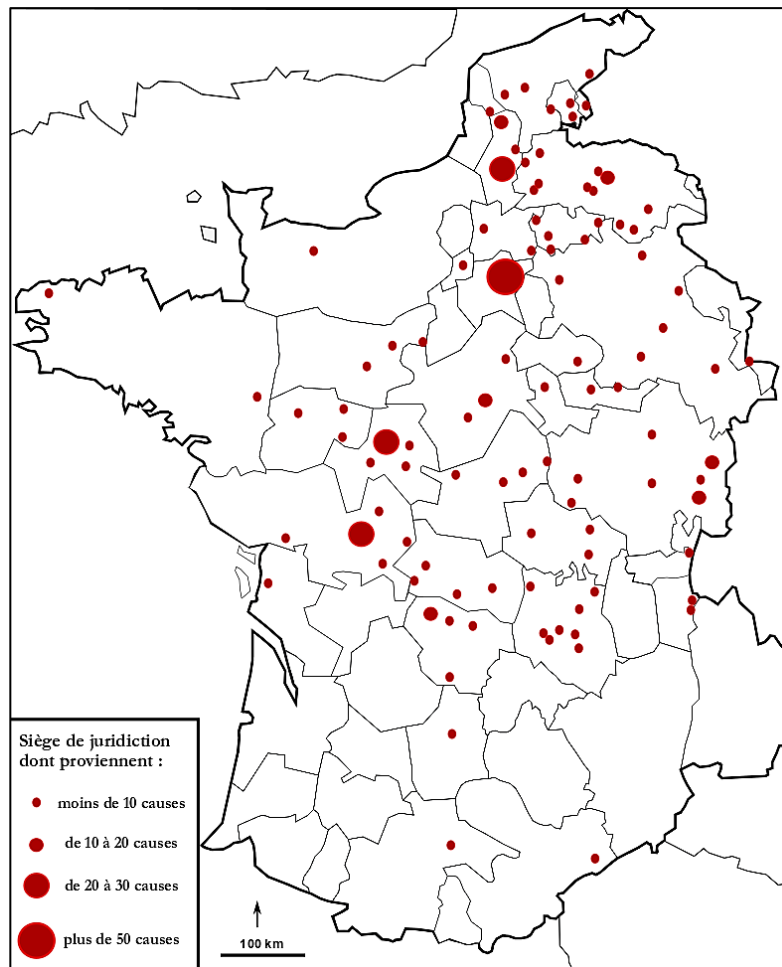 Siège de juridiction
dont proviennent :
moins de 10 causes
de 10 à 20 causes
de 20 à 30 causes
plus de 50 causes
100 km